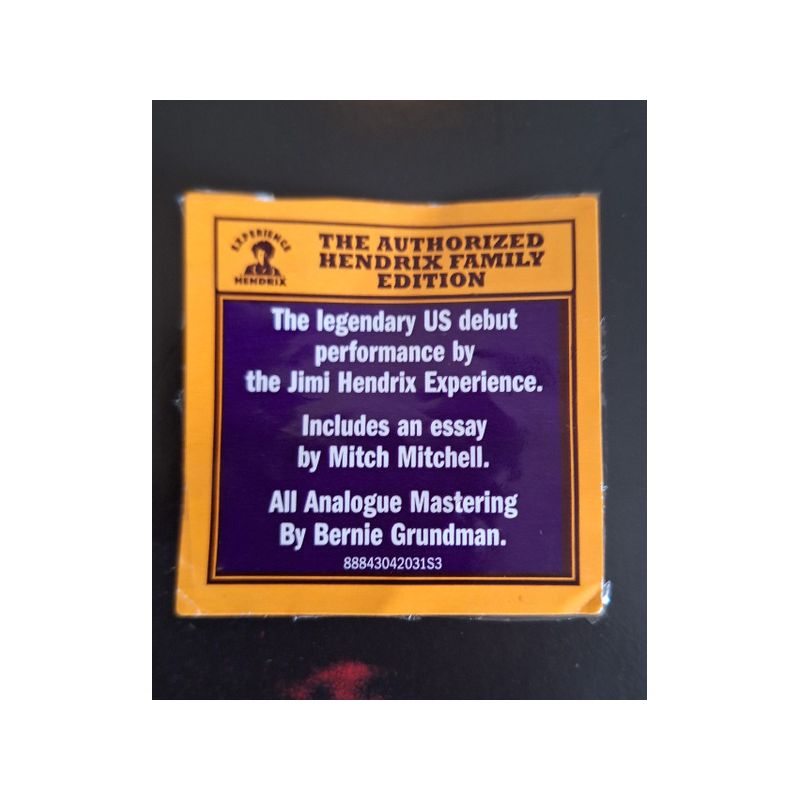 EXPERIENCE
HENDRIX
THE AUTHORIZED
HENDRIX FAMILY
EDITION
The legendary US debut
performance by
the Jimi Hendrix Experience.
Includes an essay
by Mitch Mitchell.
All Analogue Mastering
By Bernie Grundman.
88843042031S3